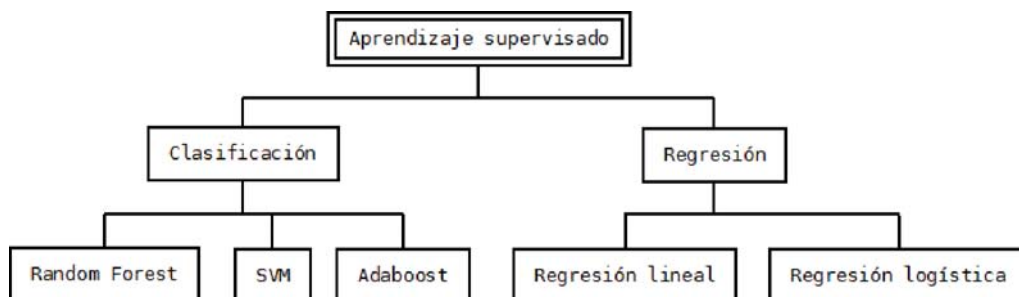 Aprendizaje supervisado
Clasificación
Regresión
Random Forest
SVM
Adaboost
Regresión lineal
Regresión logística